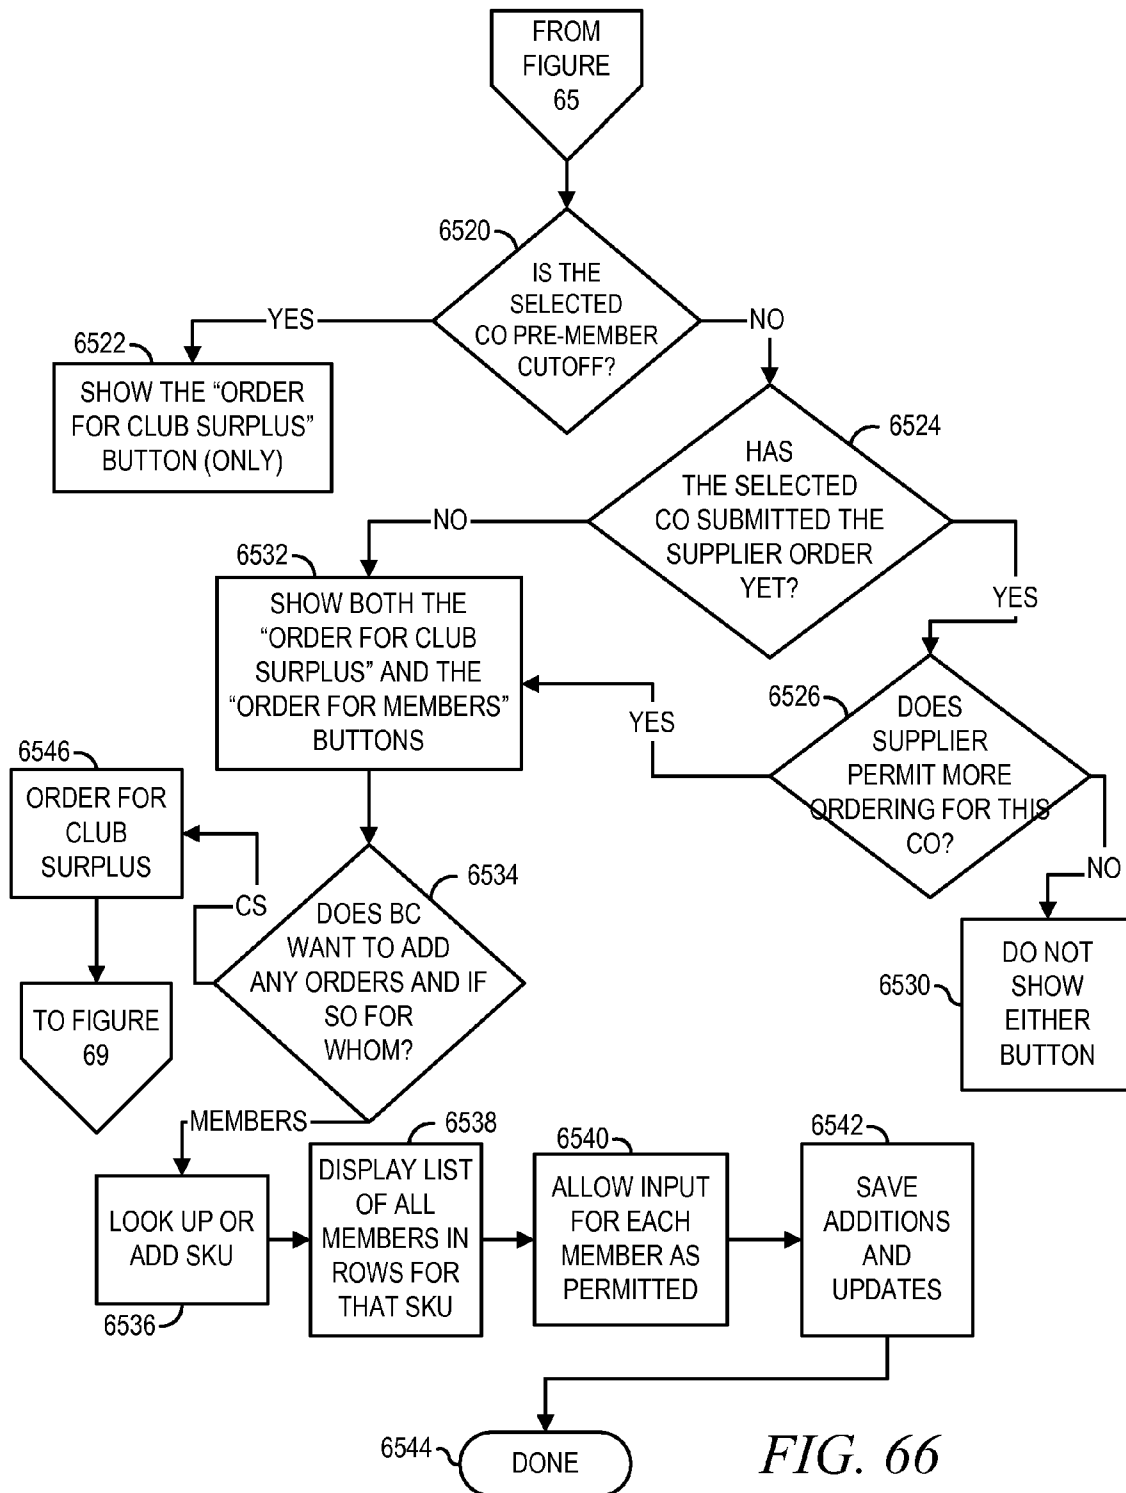 FROM
FIGURE
65
6520
IS THE
SELECTED
CO PRE-MEMBER
CUTOFF?
YES
NO
6522
SHOW THE “ORDER
FOR CLUB SURPLUS”
BUTTON (ONLY)
6524
HAS
THE SELECTED
CO SUBMITTED THE
SUPPLIER ORDER
YET?
NO
YES
6532
SHOW BOTH THE
“ORDER FOR CLUB
SURPLUS” AND THE
“ORDER FOR MEMBERS”
BUTTONS
6526
DOES
SUPPLIER
PERMIT MORE
ORDERING FOR THIS
CO?
YES
NO
6546
ORDER FOR
CLUB
SURPLUS
CS
6534
DOES BC
WANT TO ADD
ANY ORDERS AND IF
SO FOR
WHOM?
6530
DO NOT
SHOW
EITHER
BUTTON
TO FIGURE
69
MEMBERS
LOOK UP OR
ADD SKU
6536
6538
DISPLAY LIST
OF ALL
MEMBERS IN
ROWS FOR
THAT SKU
6540
ALLOW INPUT
FOR EACH
MEMBER AS
PERMITTED
6542
SAVE
ADDITIONS
AND
UPDATES
6544
DONE
FIG. 66